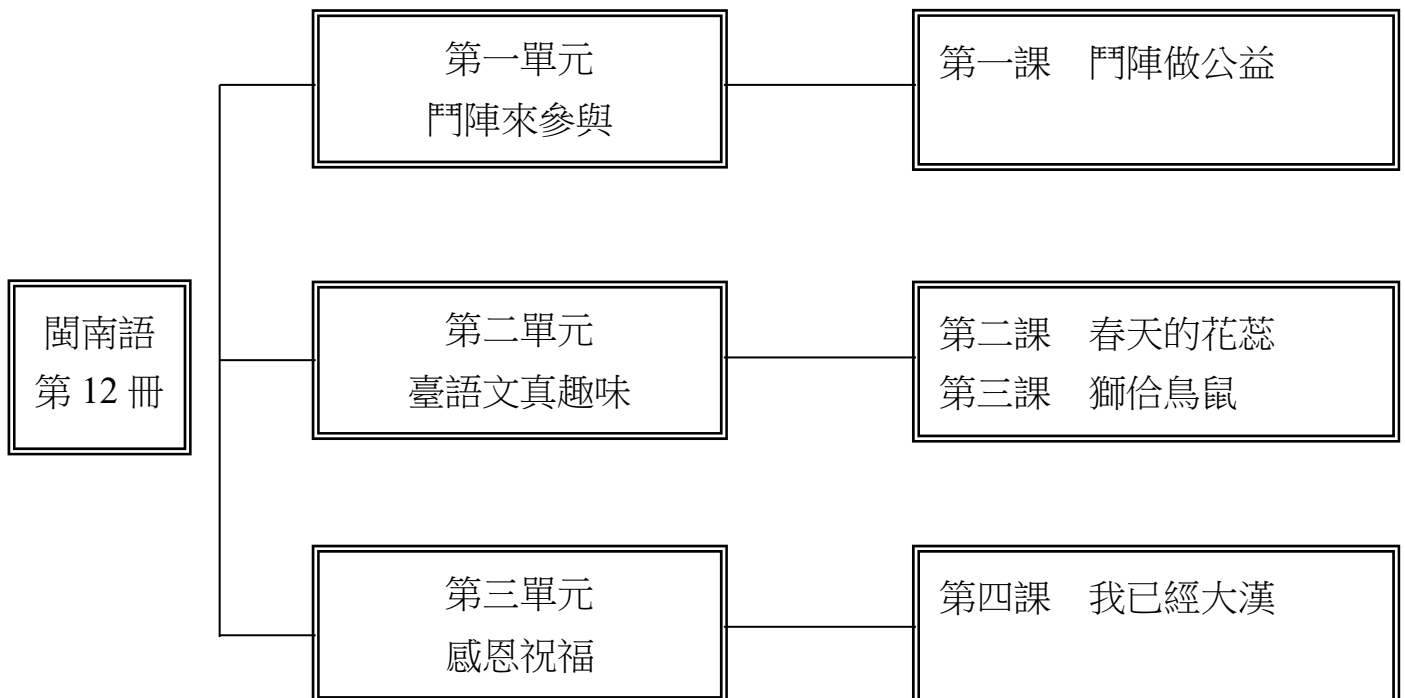 閩南語
第 12 冊
第一單元
鬥陣來參與
第一課 鬥陣做公益
第二單元
臺語文真趣味
第二課 春天的花蕊
第三課 獅佮鳥鼠
第三單元
感恩祝福
第四課 我已經大漢